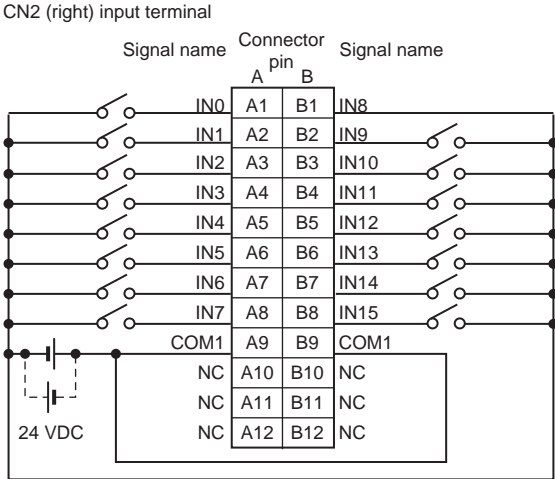 CN2 (right) input terminal
Signal name Connector pin Signal name
A B
IN0 A1 B1 IN8
IN1 A2 B2 IN9
IN2 A3 B3 IN10
IN3 A4 B4 IN11
IN4 A5 B5 IN12
IN5 A6 B6 IN13
IN6 A7 B7 IN14
IN7 A8 B8 IN15
COM1 A9 B9 COM1
NC A10 B10 NC
NC A11 B11 NC
24 VDC NC A12 B12 NC